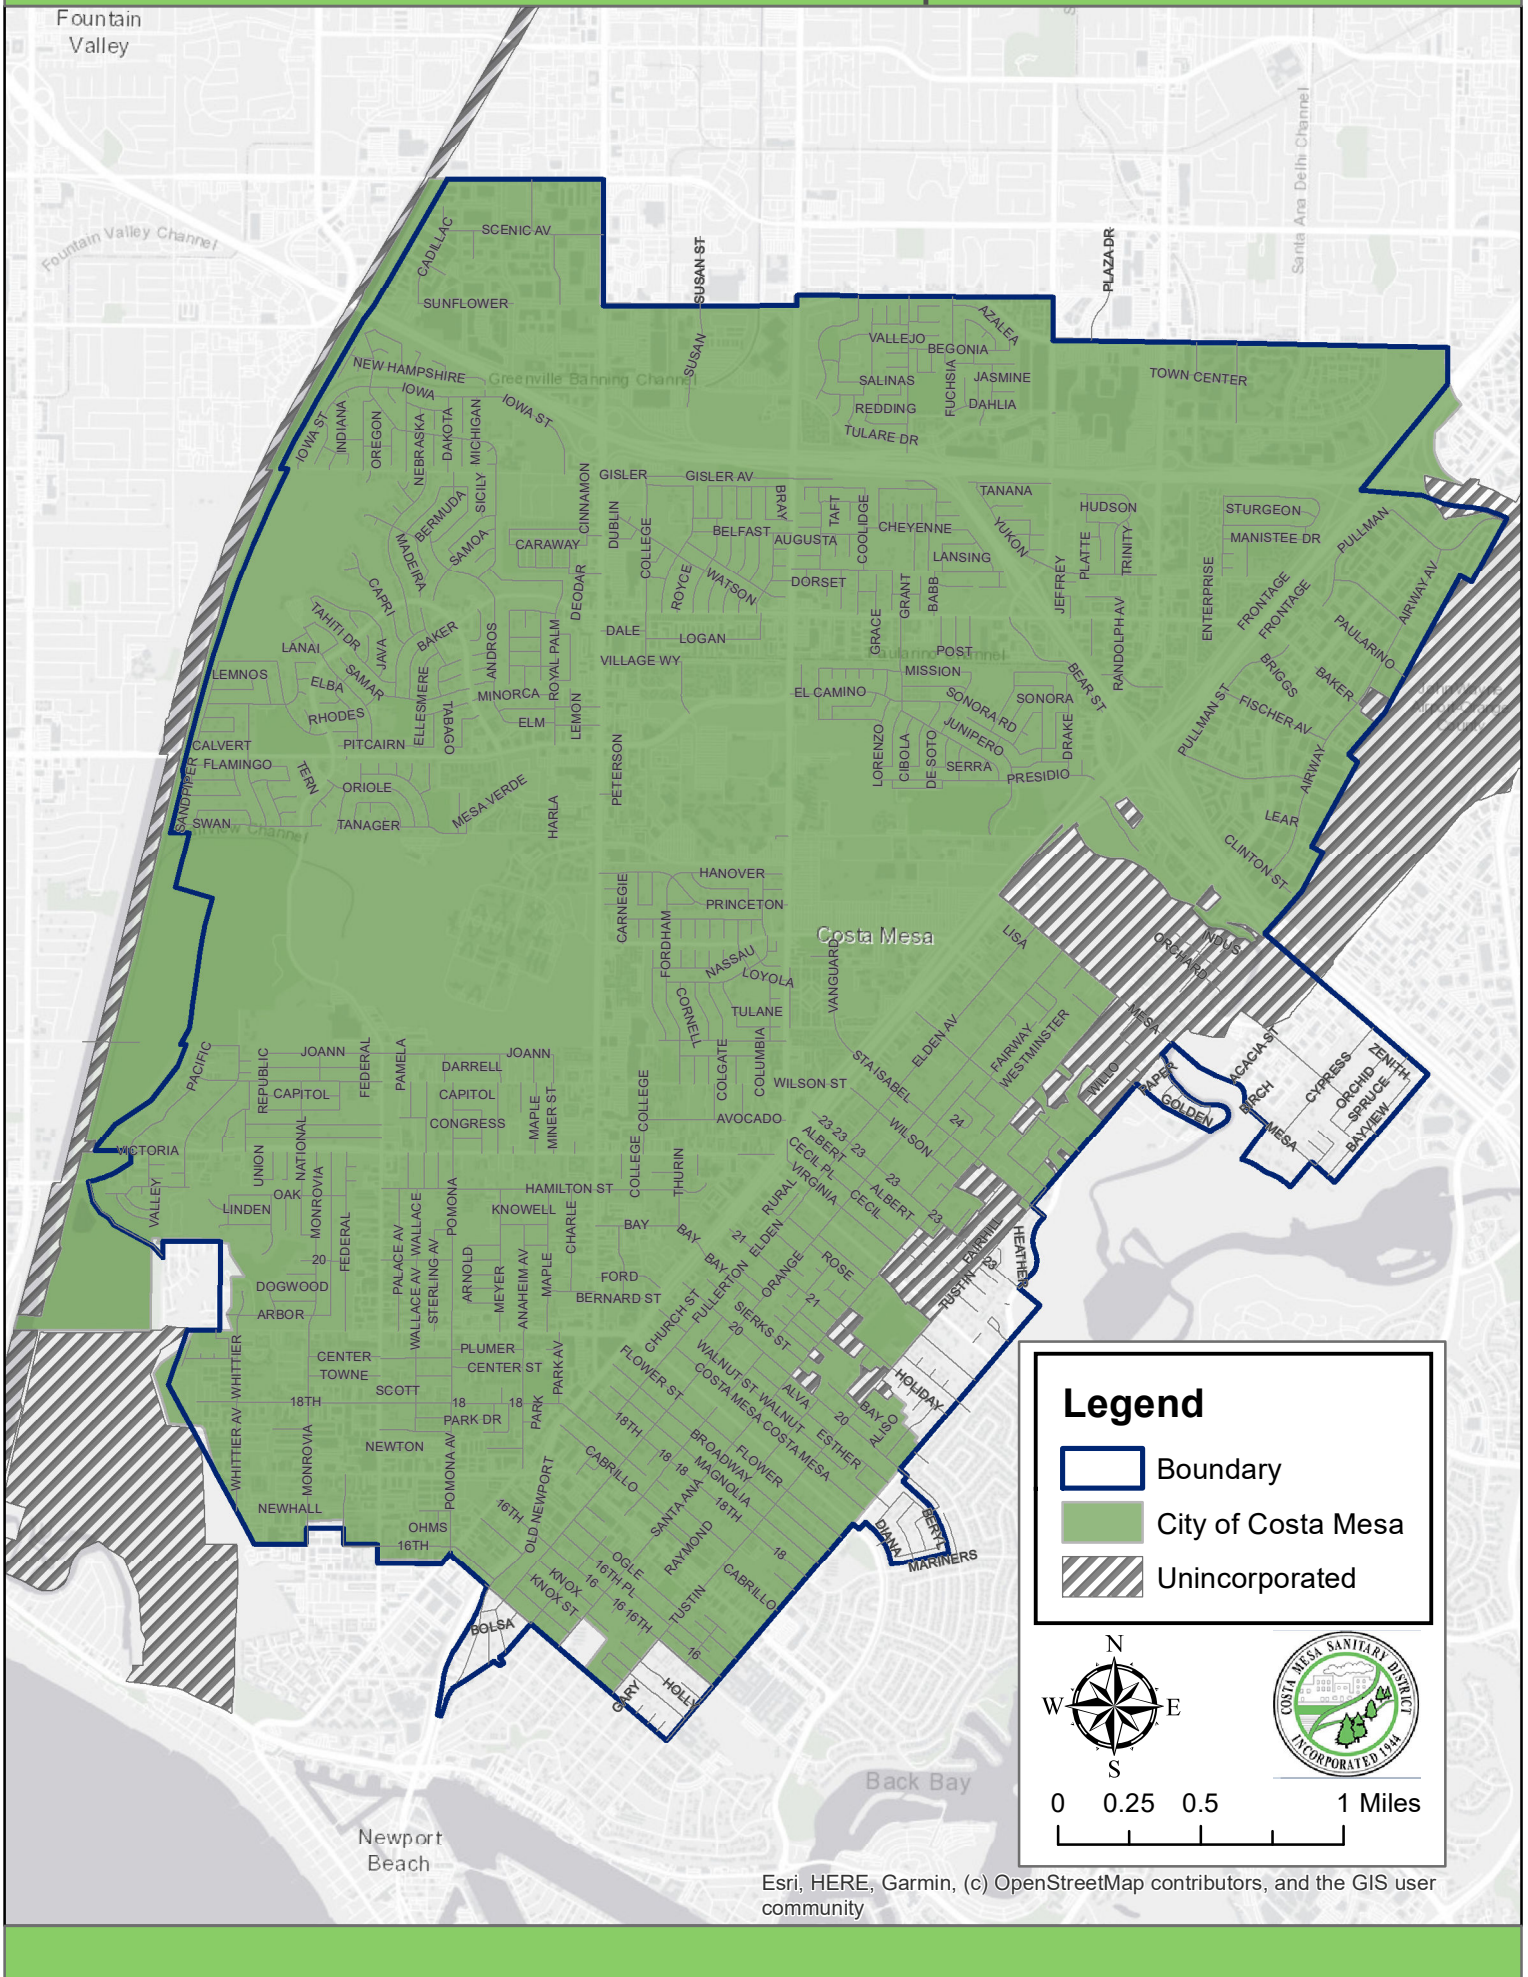 Fountain
Valley
Santa Ana Delhi Channel
Fountain Valley Channel
SUSAN ST
PLAZA DR
CADILLAC
SCENIC AV
SUNFLOWER
SUSAN
AZALEA
VALLEJO
BEGONIA
NEW HAMPSHIRE
Greenville Banning Channel
SALINAS
FUCHSIA
JASMINE
TOWN CENTER
IOWA
IOWA ST
REDDING
DAHLIA
TULARE DR
IOWA ST
INDIANA
OREGON
NEBRASKA
DAKOTA
MICHIGAN
SICILY
CINNAMON
GISLER
GISLER AV
BRAY
TAFT
COOLIDGE
TANANA
HUDSON
STURGEON
PULLMAN
BERMUDA
DUBLIN
COLLEGE
BELFAST
AUGUSTA
CHEYENNE
YUKON
MANISTEE DR
MADEIRA
SAMOA
CARAWAY
LANSING
PLATTE
TRINITY
CAPRI
DEODAR
ROYCE
WATSON
DORSET
GRANT
BABB
JEFFREY
ENTERPRISE
FRONTAGE
FRONTAGE
AIRWAY AV
TAHITI DR
BAKER
DALE
LOGAN
GRACE
RANDOLPH AV
PAULARINO
LANAI
JAVA
ANDROS
ROYAL PALM
VILLAGE WY
POST
Paularino Channel
MISSION
BEAR ST
BRIGGS
BAKER
LEMNOS
ELBA
SAMAR
MINORCA
EL CAMINO
SONORA RD
SONORA
PULLMAN ST
FISCHER AV
RHODES
ELLESMERE
TABAGO
ELM
LEMON
JUNIPERO
DRAKE
CALVERT
PITCAIRN
PETERSON
LORENZO
CIBOLA
DE SOTO
SERRA
PRESIDIO
AIRWAY
FLAMINGO
TERN
ORIOLE
MESA VERDE
HARLA
SANDPIPER
SWAN
TANAGER
LEAR
CLINTON ST
HANOVER
CARNEGIE
PRINCETON
FORDHAM
Costa Mesa
LISA
INDUS
ORCHARD
NASSAU
LOYOLA
VANGUARD
CORNELL
TULANE
MESA
PACIFIC
REPUBLIC
JOANN
FEDERAL
PAMELA
JOANN
DARRELL
COLGATE
COLUMBIA
ELDEN AV
FAIRWAY
WESTMINSTER
ACACIA ST
ZENITH
CAPITOL
CAPITOL
COLLEGE
WILSON ST
STA ISABEL
WILLO
CYPRESS
ORCHID
SPRUCE
BAYVIEW
BIRCH
MESA
GOLDEN
CONGRESS
MAPLE
MINER ST
AVOCADO
WILSON
24
VICTORIA
UNION
NATIONAL
COLLEGE
THURIN
23
23
23
ALBERT
CECIL PL
VIRGINIA
23
CECIL
ALBERT
23
VALLEY
OAK
LINDEN
MONROVIA
HAMILTON ST
RURAL
FAIRHILL
HEATHER
23
TUSTIN
POMONA
KNOWELL
CHARLE
BAY
BAY
BAY
21
ELDEN
20
FEDERAL
PALACE AV
WALLACE
WALLACE AV
STERLING AV
ARNOLD
MEYER
ANAHEIM AV
MAPLE
ORANGE
ROSE
DOGWOOD
ARBOR
FORD
BERNARD ST
FULLERTON
CHURCH ST
SIERKS ST
21
20
WHITTIER
WHITTIER AV
CENTER
TOWNE
PLUMER
CENTER ST
PARK AV
FLOWER ST
WALNUT ST
WALNUT
COSTA MESA
COSTA MESA
ALVA
HOLIDAY
18TH
SCOTT
18
18
PARK DR
PARK
20
BAY
ALISO
ESTHER
MONROVIA
NEWTON
POMONA AV
18TH
18
18
BROADWAY
FLOWER
MAGNOLIA
CABRILLO
SANTA ANA
18TH
NEWHALL
OHMS
16TH
16TH
OLD NEWPORT
DIANA
BERYL
MARINERS
OGLE
RAYMOND
18
KNOX
KNOX ST
16
16TH PL
16
16TH
TUSTIN
CABRILLO
BOLSA
16
HOLLY
GARY
Back Bay
Newport
Beach
Legend
Boundary
City of Costa Mesa
Unincorporated
N
W
E
S
COSTA MESA SANITARY DISTRICT
INCORPORATED 1944
0 0.25 0.5 1 Miles
Esri, HERE, Garmin, (c) OpenStreetMap contributors, and the GIS user
community